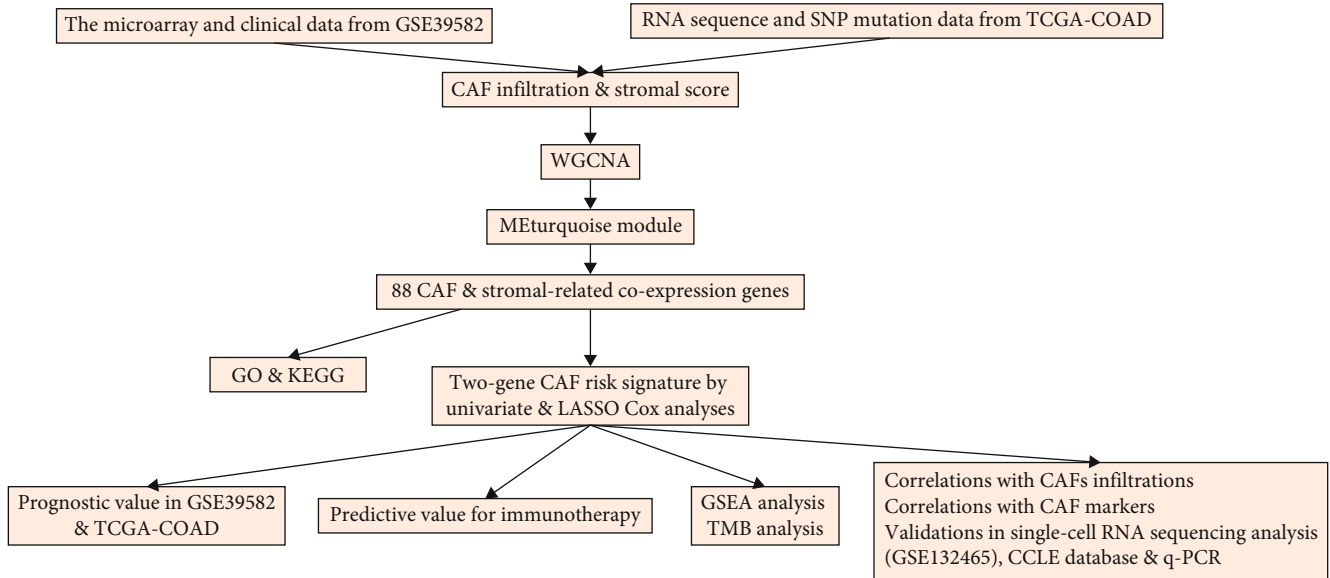 The microarray and clinical data from GSE39582
RNA sequence and SNP mutation data from TCGA-COAD
CAF infiltration & stromal score
WGCNA
MEturquoise module
88 CAF & stromal-related co-expression genes
GO & KEGG
Two-gene CAF risk signature by
univariate & LASSO Cox analyses
Prognostic value in GSE39582
& TCGA-COAD
Predictive value for immunotherapy
GSEA analysis
TMB analysis
Correlations with CAFs infiltrations
Correlations with CAF markers
Validations in single-cell RNA sequencing analysis
(GSE132465), CCLE database & q-PCR